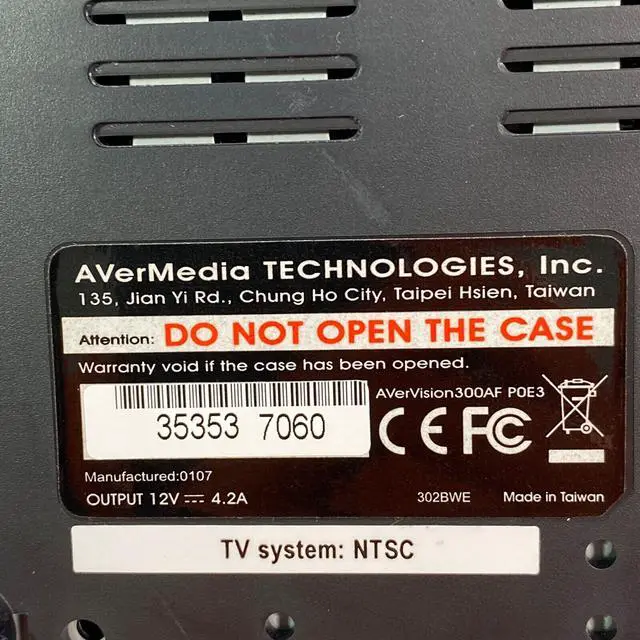 AVerMedia TECHNOLOGIES, Inc.
135, Jian Yi Rd., Chung Ho City, Taipei Hsien, Taiwan
Attention: DO NOT OPEN THE CASE
Warranty void if the case has been opened.
AVerVision300AF P0E3
35353 7060
CE FC
Manufactured:0107
OUTPUT 12V ⎓ 4.2A
302BWE
Made in Taiwan
TV system: NTSC